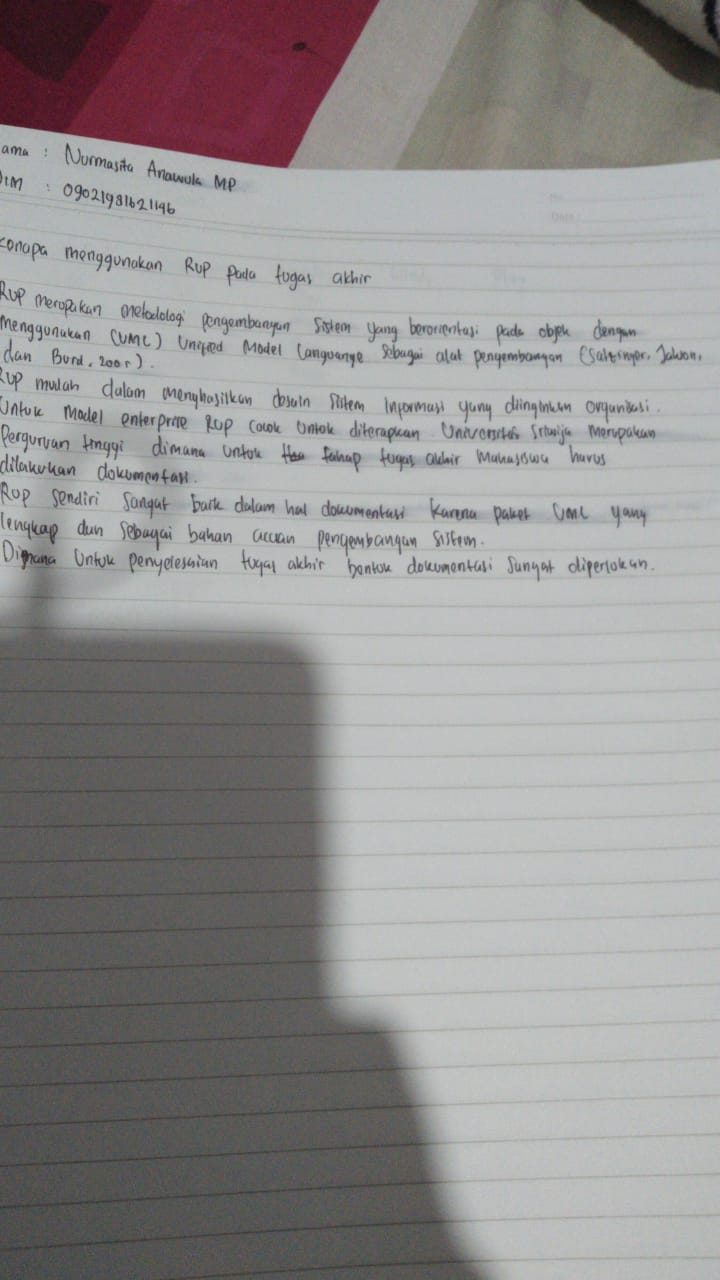 ama : Nurmasita Anawula MP
NIM : 09021981621146
kenapa menggunakan RUP pada tugas akhir
RUP merupakan metodologi pengembangan sistem yang berorientasi pada objek dengan
menggunakan (UML) Unified Model Languange sebagai alat pengembangan (Saltzinger, Jakson,
dan Burd, 2005).
RUP mudah dalam menghasilkan desain sistem informasi yang diinginkan organisasi.
Untuk Model enterprise RUP cocok untuk diterapkan. Universitas Sriwija merupakan
Perguruan tinggi dimana untuk tahap tugas akhir Mahasiswa harus
dilakukan dokumentasi.
RUP sendiri sangat baik dalam hal dokumentasi karena paket UML yang
lengkap dan sebagai bahan acuan pengembangan sistem.
Dimana Untuk penyelesaian tugas akhir bentuk dokumentasi sangat diperlukan.